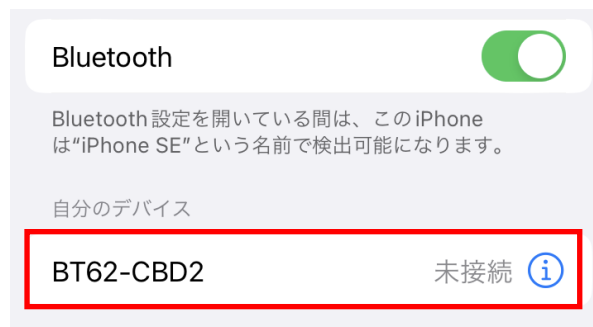 Bluetooth
Bluetooth設定を開いている間は、このiPhone
は“iPhone SE”という名前で検出可能になります。
自分のデバイス
BT62-CBD2 未接続